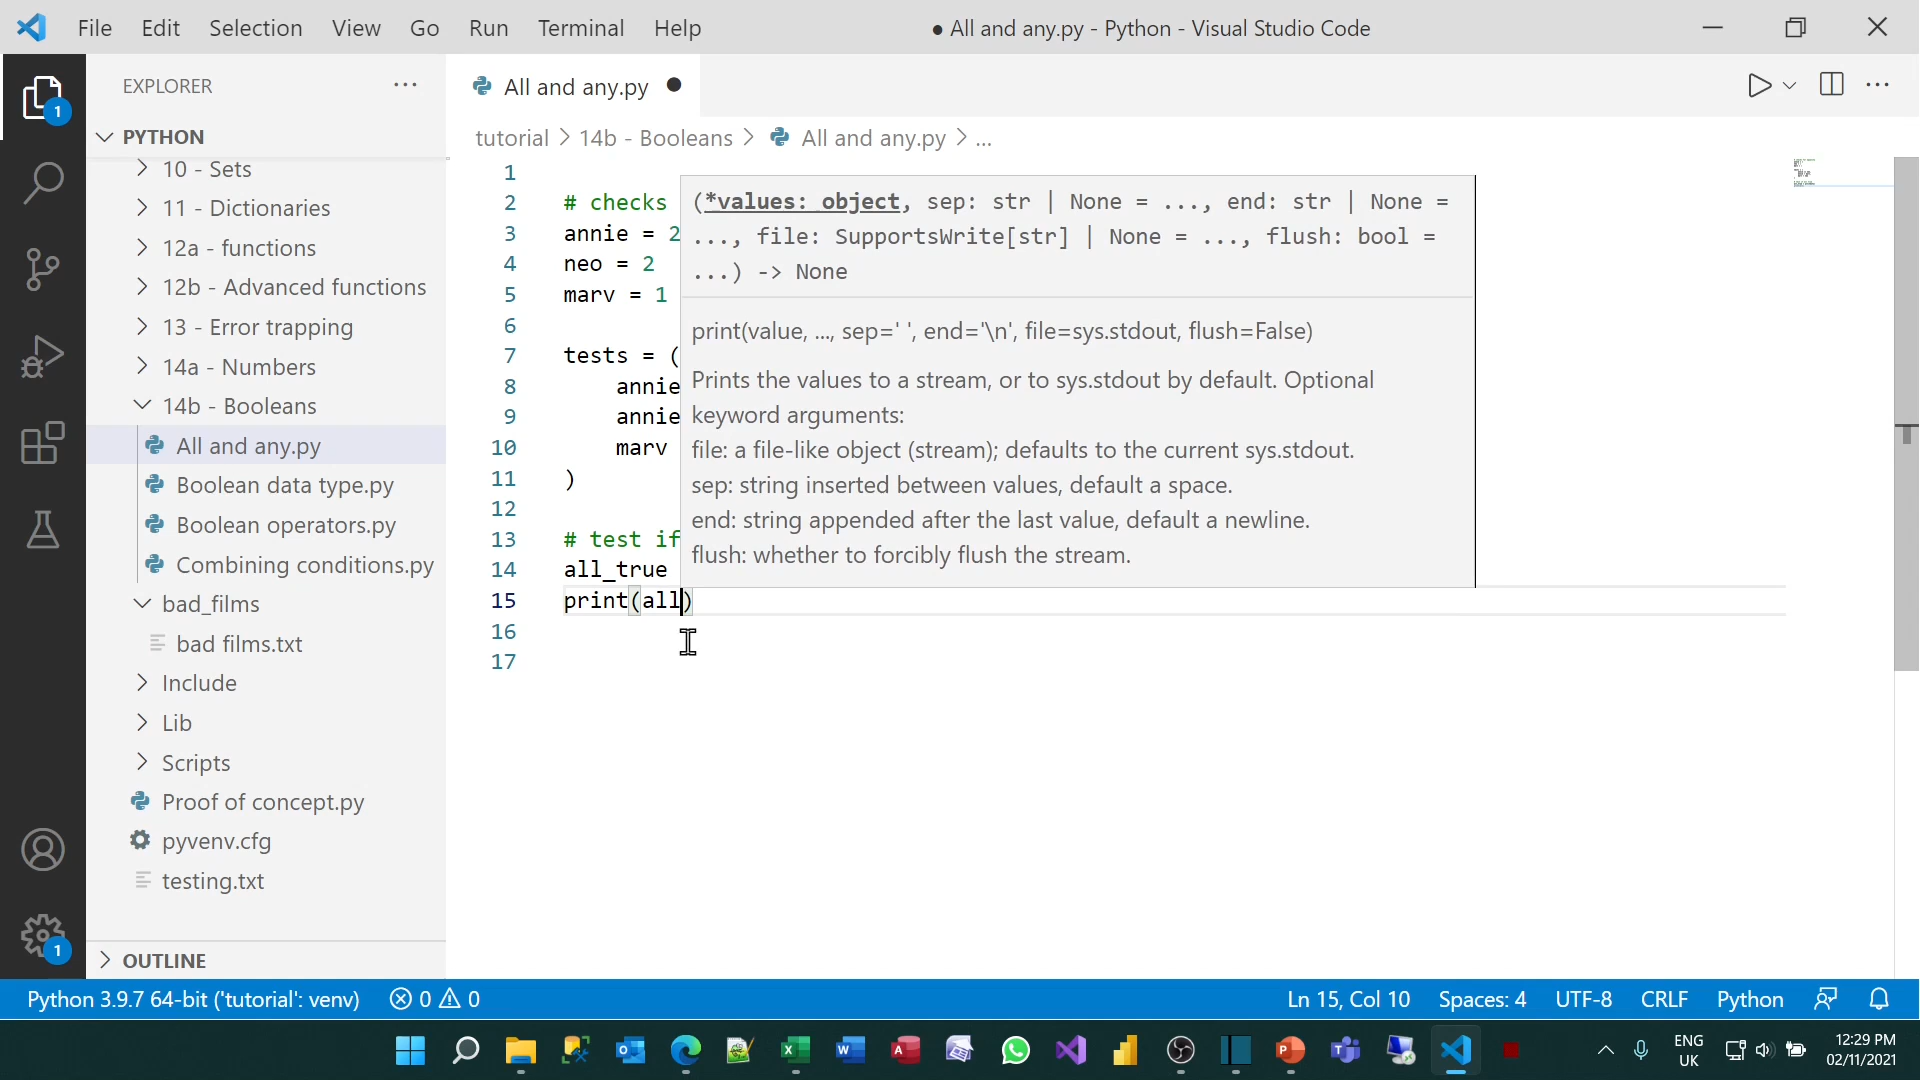 File Edit Selection View Go Run Terminal Help
● All and any.py - Python - Visual Studio Code
EXPLORER
All and any.py
PYTHON
tutorial > 14b - Booleans > All and any.py > ...
10 - Sets
11 - Dictionaries
12a - functions
12b - Advanced functions
13 - Error trapping
14a - Numbers
14b - Booleans
All and any.py
Boolean data type.py
Boolean operators.py
Combining conditions.py
bad_films
bad films.txt
Include
Lib
Scripts
Proof of concept.py
pyvenv.cfg
testing.txt
OUTLINE
1
2 # checks
3 annie = 2
4 neo = 2
5 marv = 1
6
7 tests = (
8 annie
9 annie
10 marv
11 )
12
13 # test if
14 all_true
15 print(all)
16
17
(*values: object, sep: str | None = ..., end: str | None =
..., file: SupportsWrite[str] | None = ..., flush: bool =
...) -> None
print(value, ..., sep=' ', end='\n', file=sys.stdout, flush=False)
Prints the values to a stream, or to sys.stdout by default. Optional
keyword arguments:
file: a file-like object (stream); defaults to the current sys.stdout.
sep: string inserted between values, default a space.
end: string appended after the last value, default a newline.
flush: whether to forcibly flush the stream.
1
1
Python 3.9.7 64-bit ('tutorial': venv) 0 0 Ln 15, Col 10 Spaces: 4 UTF-8 CRLF Python
ENG
UK
12:29 PM
02/11/2021